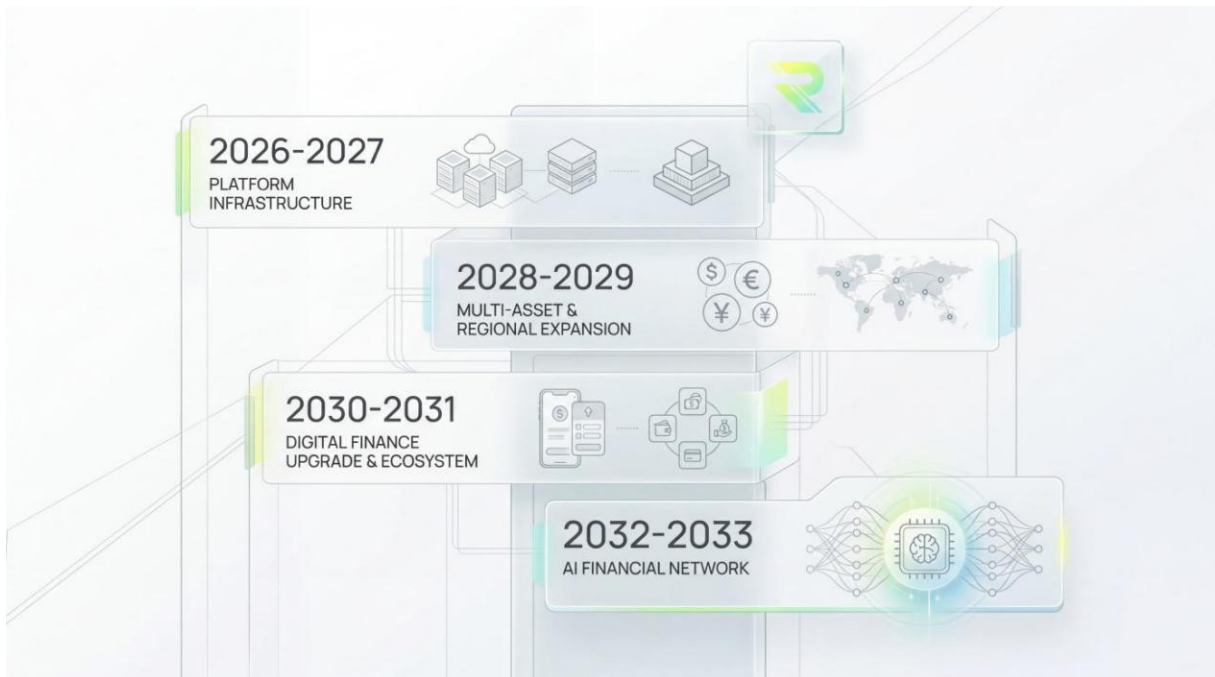 2026-2027
PLATFORM
INFRASTRUCTURE
2028-2029
MULTI-ASSET &
REGIONAL EXPANSION
$
€
¥
¥
2030-2031
DIGITAL FINANCE
UPGRADE & ECOSYSTEM
$
2032-2033
AI FINANCIAL NETWORK